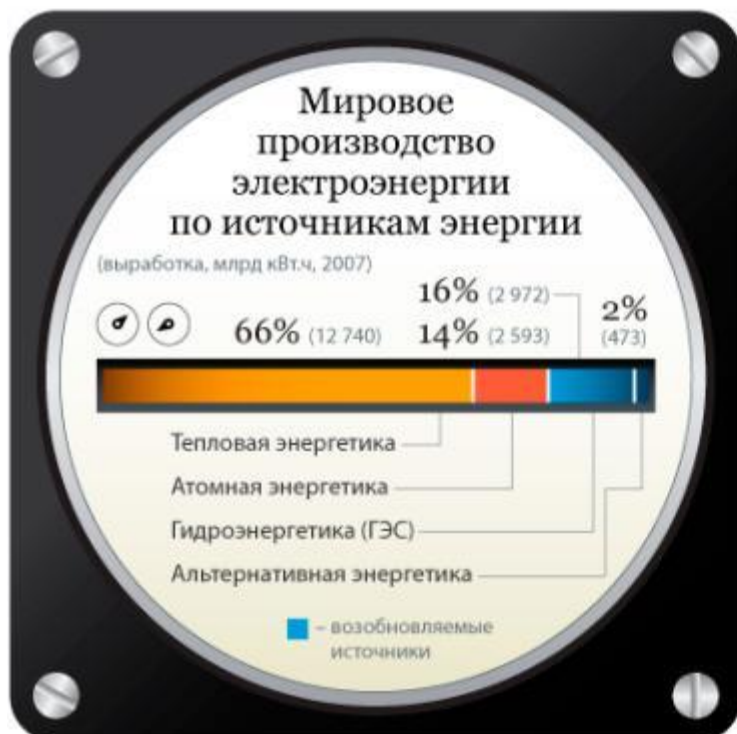 Мировое
производство
электроэнергии
по источникам энергии
(выработка, млрд кВт.ч, 2007)
66% (12 740)
16% (2 972)
14% (2 593)
2%
(473)
Тепловая энергетика
Атомная энергетика
Гидроэнергетика (ГЭС)
Альтернативная энергетика
– возобновляемые
источники